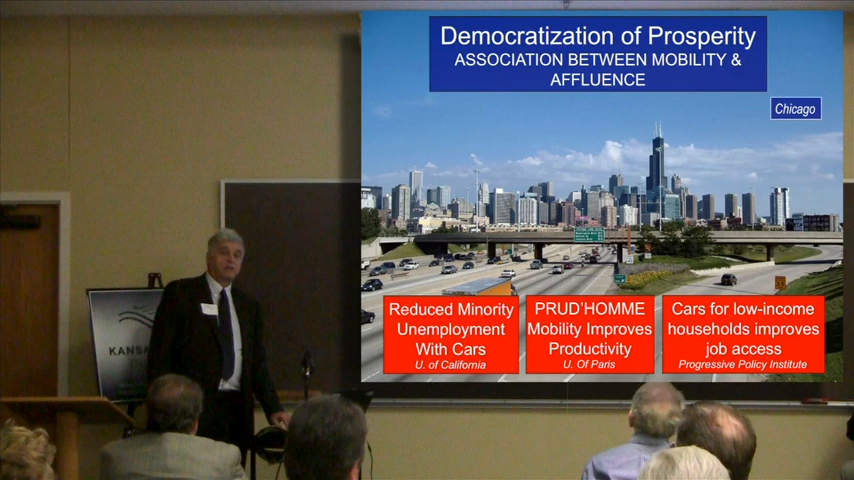 Democratization of Prosperity
ASSOCIATION BETWEEN MOBILITY &
AFFLUENCE
Chicago
Reduced Minority
Unemployment
With Cars
U. of California
PRUD'HOMME
Mobility Improves
Productivity
U. Of Paris
Cars for low-income
households improves
job access
Progressive Policy Institute
KANSA